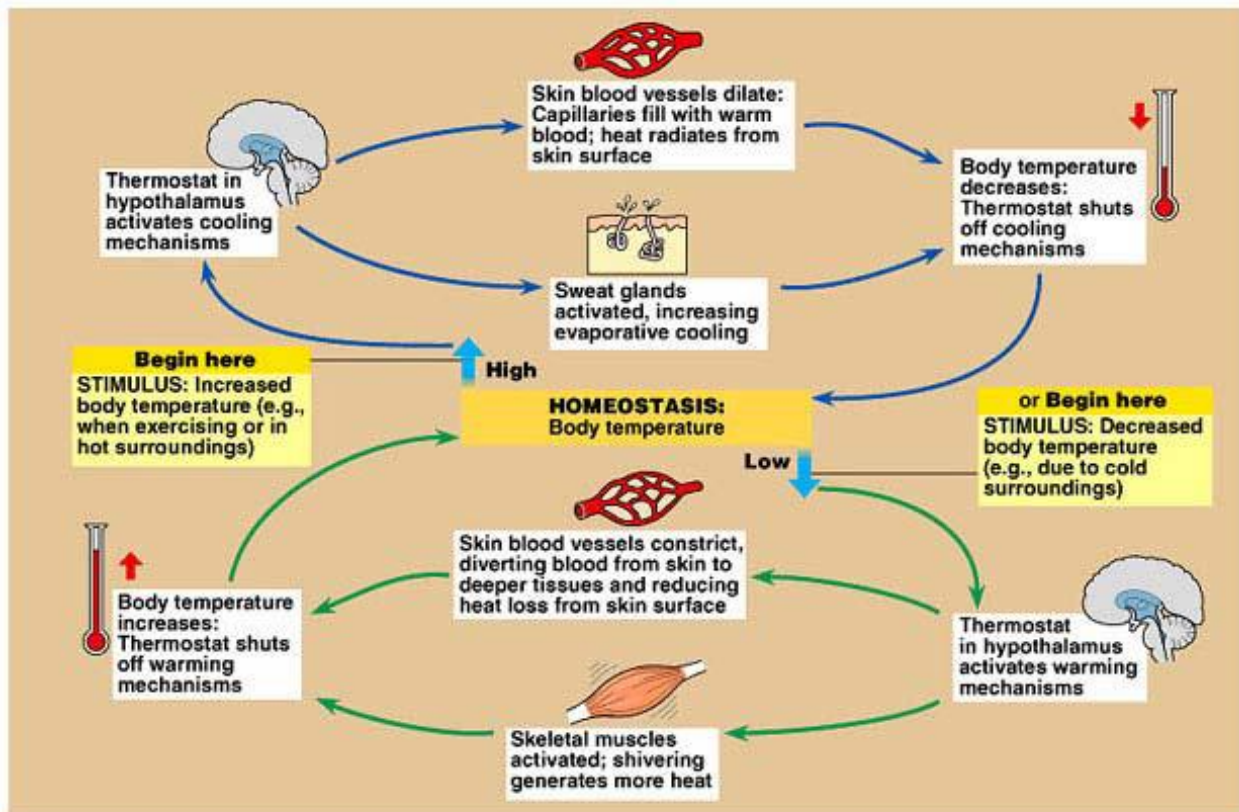 Skin blood vessels dilate:
Capillaries fill with warm
blood; heat radiates from
skin surface
Thermostat in
hypothalamus
activates cooling
mechanisms
Body temperature
decreases:
Thermostat shuts
off cooling
mechanisms
Sweat glands
activated, increasing
evaporative cooling
Begin here
STIMULUS: Increased
body temperature (e.g.,
when exercising or in
hot surroundings)
High
HOMEOSTASIS:
Body temperature
or Begin here
STIMULUS: Decreased
body temperature
(e.g., due to cold
surroundings)
Low
Skin blood vessels constrict,
diverting blood from skin to
deeper tissues and reducing
heat loss from skin surface
Body temperature
increases:
Thermostat shuts
off warming
mechanisms
Thermostat
in hypothalamus
activates warming
mechanisms
Skeletal muscles
activated; shivering
generates more heat